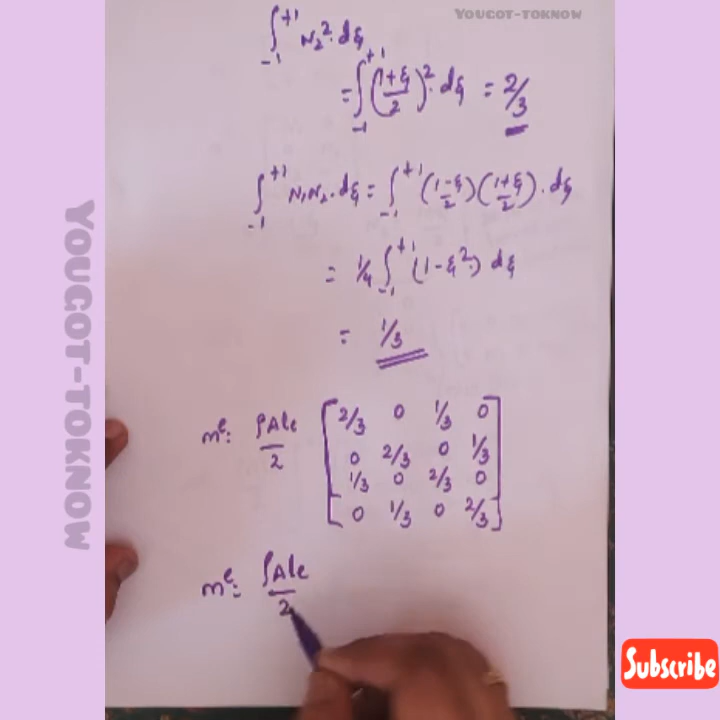 YOUGOT-TOKNOW
∫₋₁⁺¹ N₂². dξ
= ∫₋₁⁺¹ ((1+ξ)/2)². dξ = 2/3
∫₋₁⁺¹ N₁N₂. dξ = ∫₋₁⁺¹ ((1-ξ)/2) ((1+ξ)/2). dξ
= 1/4 ∫₋₁⁺¹ (1-ξ².) dξ
= 1/3
mᵉ = ρAle/2 [ 2/3 0 1/3 0
0 2/3 0 1/3
1/3 0 2/3 0
0 1/3 0 2/3 ]
mᵉ = ρAle/2
YOUGOT-TOKNOW
Subscribe